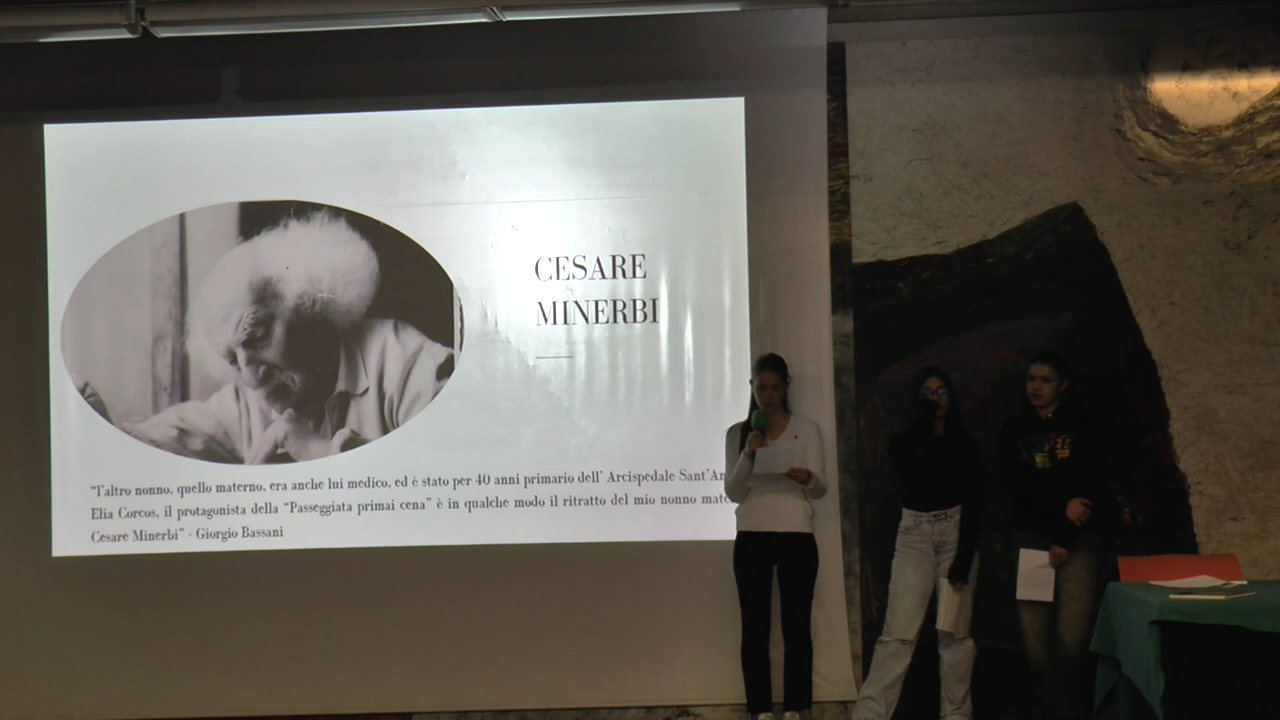 CESARE
MINERBI
"l'altro nonno, quello materno, era anche lui medico, ed è stato per 40 anni primario dell' Arcispedale Sant'An
Elia Corcos, il protagonista della "Passeggiata primai cena" è in qualche modo il ritratto del mio nonno mate
Cesare Minerbi" - Giorgio Bassani